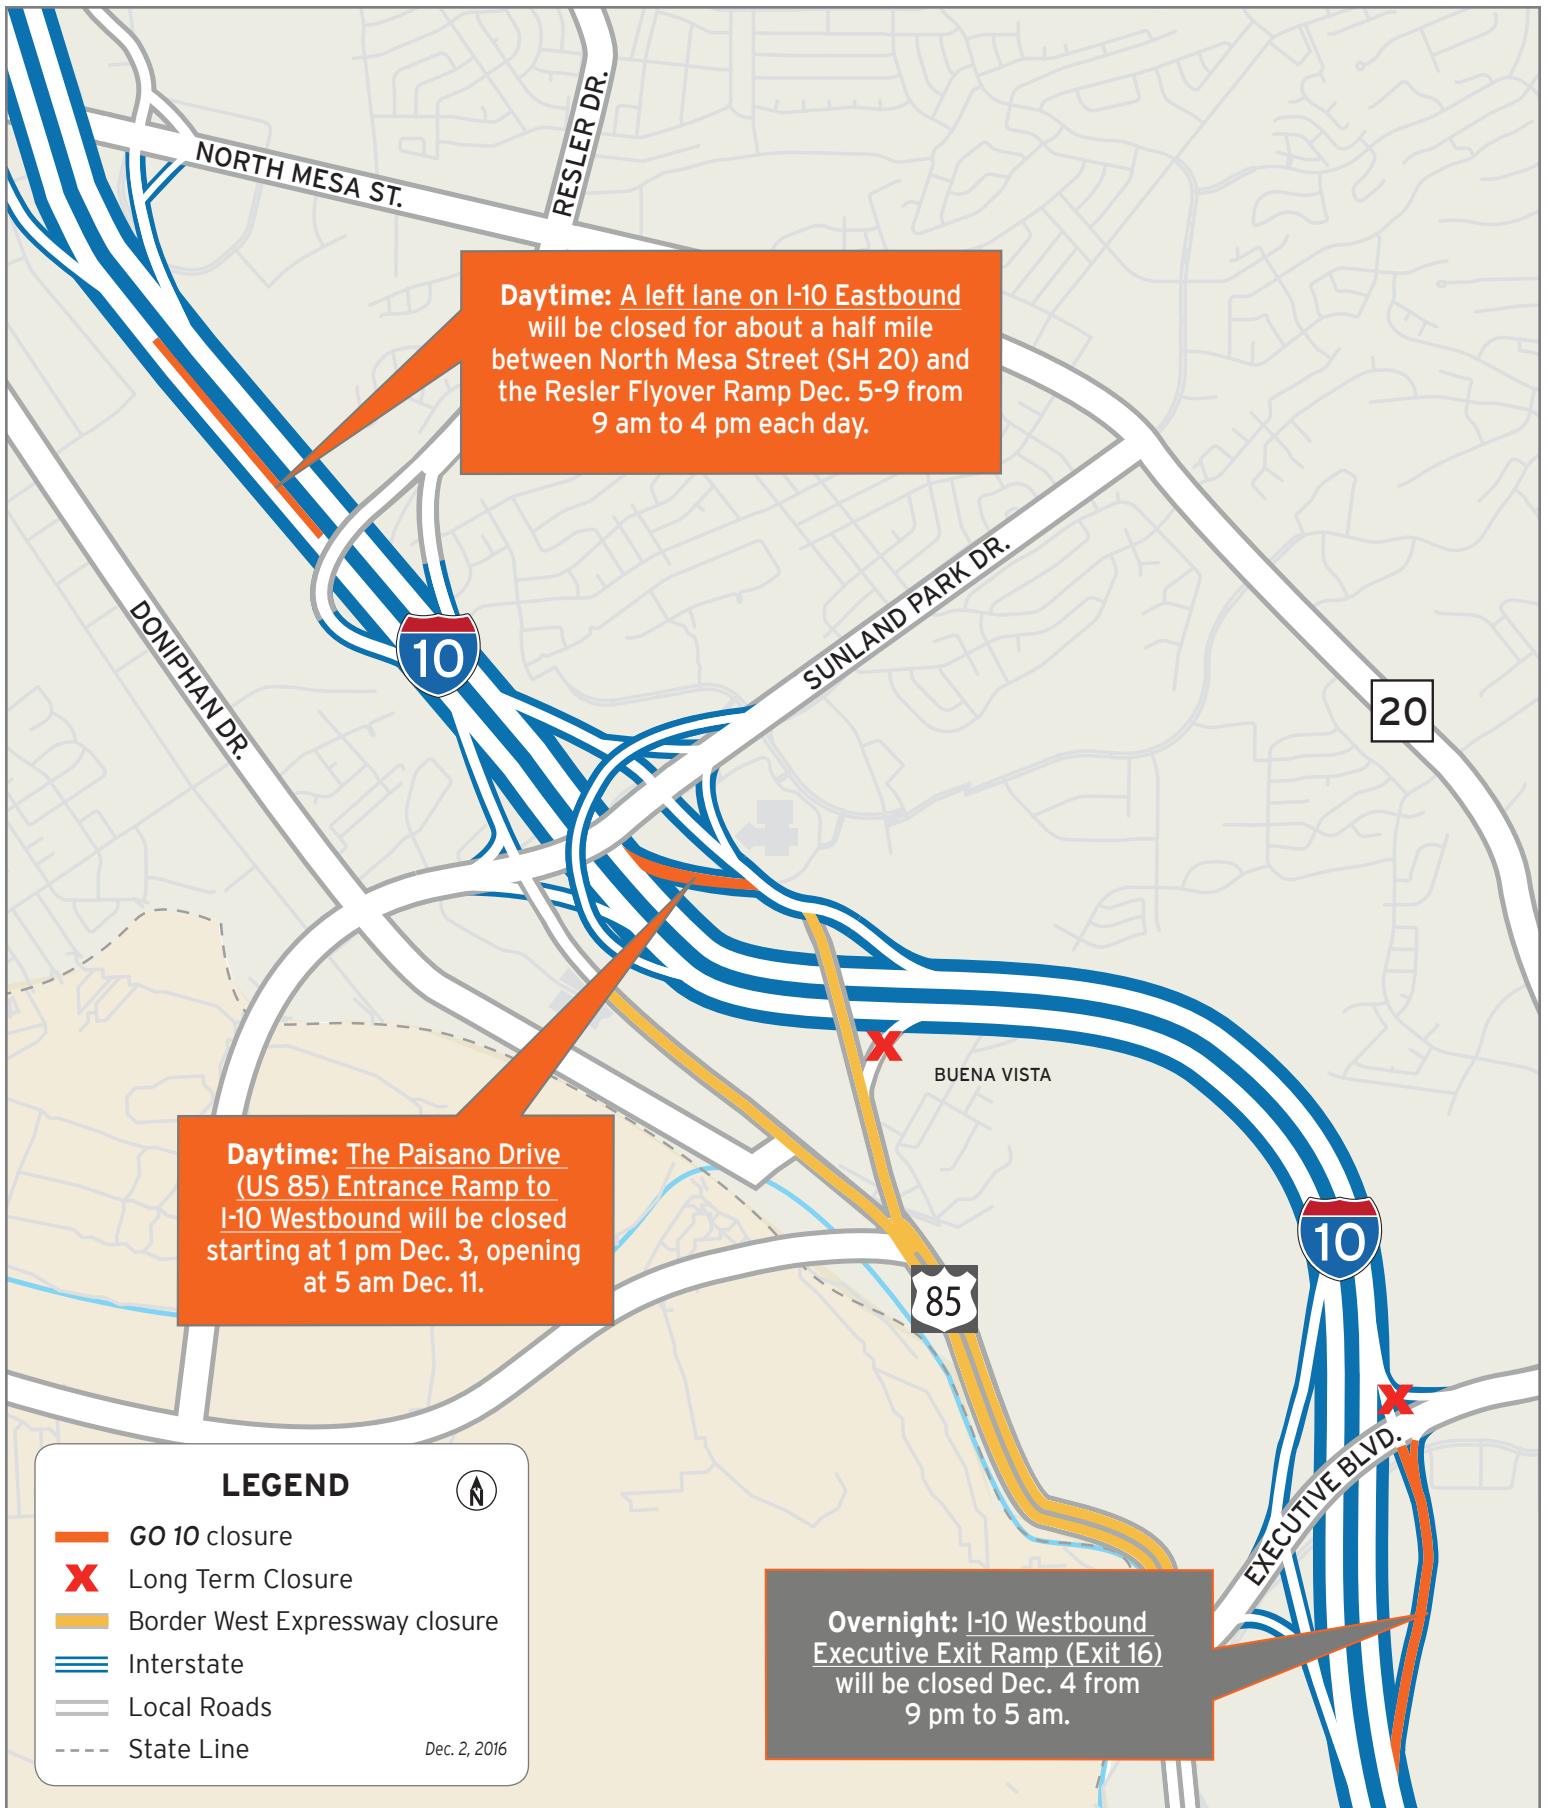 NORTH MESA ST.
RESLER DR.
Daytime: A left lane on I-10 Eastbound
will be closed for about a half mile
between North Mesa Street (SH 20) and
the Resler Flyover Ramp Dec. 5-9 from
9 am to 4 pm each day.
DONIPHAN DR.
10
SUNLAND PARK DR.
20
BUENA VISTA
Daytime: The Paisano Drive
(US 85) Entrance Ramp to
I-10 Westbound will be closed
starting at 1 pm Dec. 3, opening
at 5 am Dec. 11.
10
85
EXECUTIVE BLVD.
LEGEND
N
GO 10 closure
X Long Term Closure
Border West Expressway closure
Interstate
Local Roads
State Line
Dec. 2, 2016
Overnight: I-10 Westbound
Executive Exit Ramp (Exit 16)
will be closed Dec. 4 from
9 pm to 5 am.